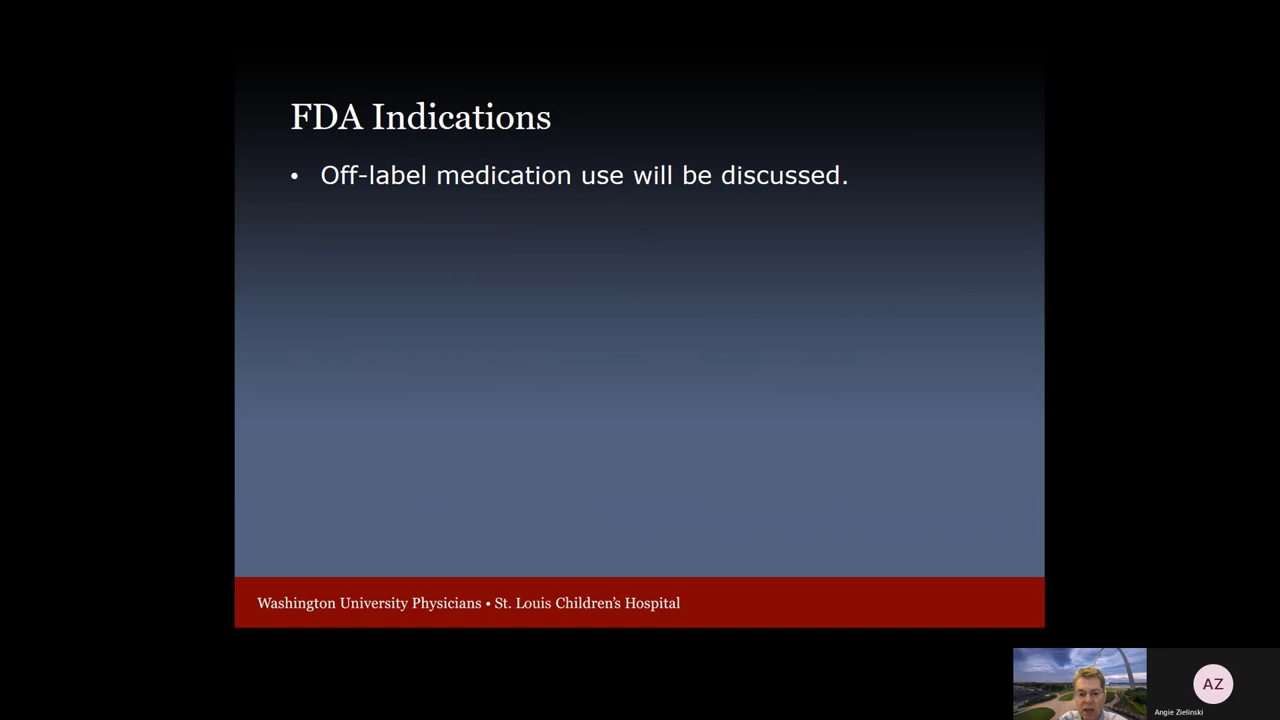 FDA Indications
• Off-label medication use will be discussed.
Washington University Physicians • St. Louis Children's Hospital
AZ
Angie Zielinski